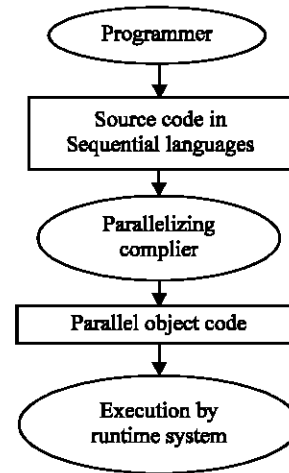 Programmer
Source code in
Sequential languages
Parallelizing
complier
Parallel object code
Execution by
runtime system